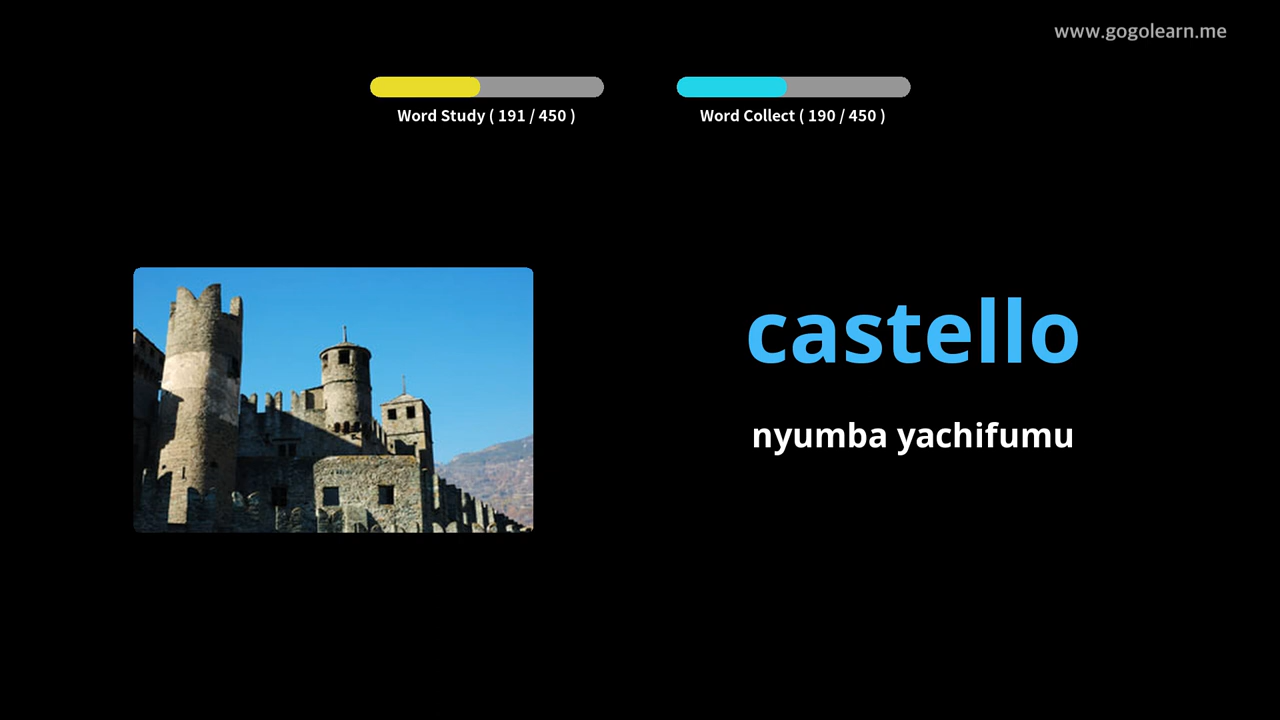 www.gogolearn.me
Word Study ( 191 / 450 )
Word Collect ( 190 / 450 )
castello
nyumba yachifumu